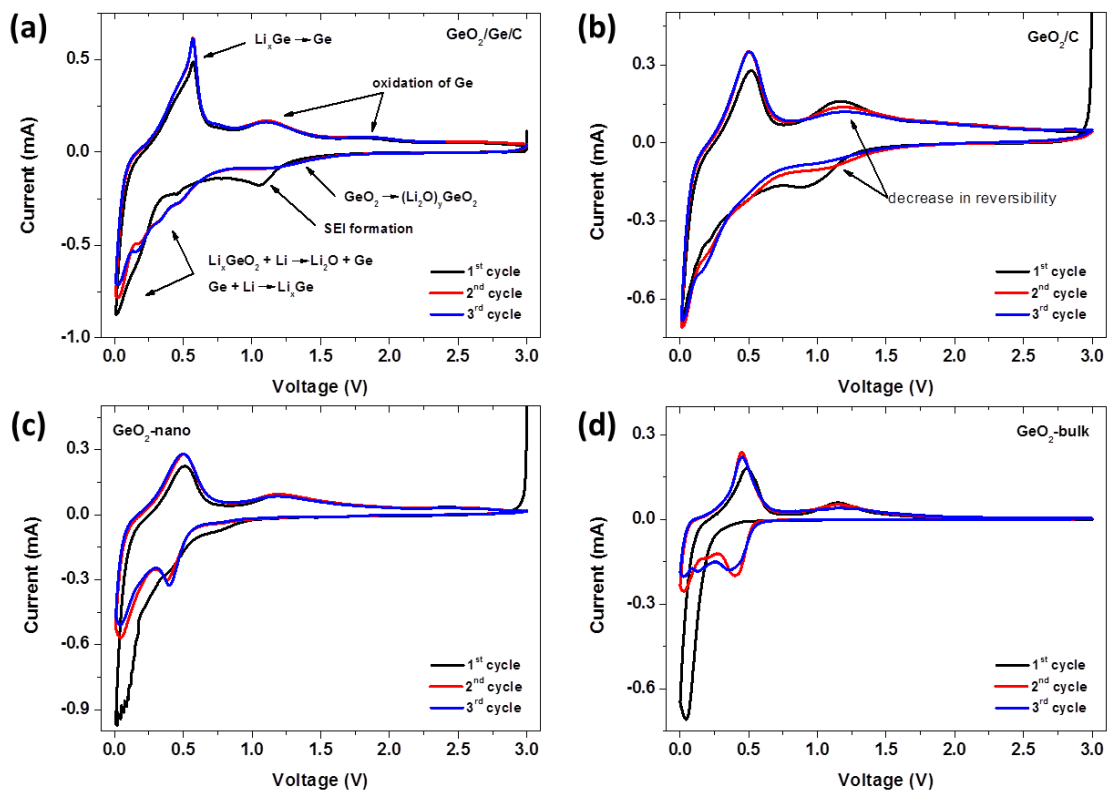 (a)
GeO₂/Ge/C
LiₓGe → Ge
oxidation of Ge
GeO₂ → (Li₂O)ᵧGeO₂
SEI formation
LiₓGeO₂ + Li → Li₂O + Ge
Ge + Li → LiₓGe
1ˢᵗ cycle
2ⁿᵈ cycle
3ʳᵈ cycle
0.5
0.0
-0.5
-1.0
Current (mA)
0.0 0.5 1.0 1.5 2.0 2.5 3.0
Voltage (V)
(b)
GeO₂/C
decrease in reversibility
1ˢᵗ cycle
2ⁿᵈ cycle
3ʳᵈ cycle
0.3
0.0
-0.3
-0.6
Current (mA)
0.0 0.5 1.0 1.5 2.0 2.5 3.0
Voltage (V)
(c)
GeO₂-nano
1ˢᵗ cycle
2ⁿᵈ cycle
3ʳᵈ cycle
0.3
0.0
-0.3
-0.6
-0.9
Current (mA)
0.0 0.5 1.0 1.5 2.0 2.5 3.0
Voltage (V)
(d)
GeO₂-bulk
1ˢᵗ cycle
2ⁿᵈ cycle
3ʳᵈ cycle
0.3
0.0
-0.3
-0.6
Current (mA)
0.0 0.5 1.0 1.5 2.0 2.5 3.0
Voltage (V)